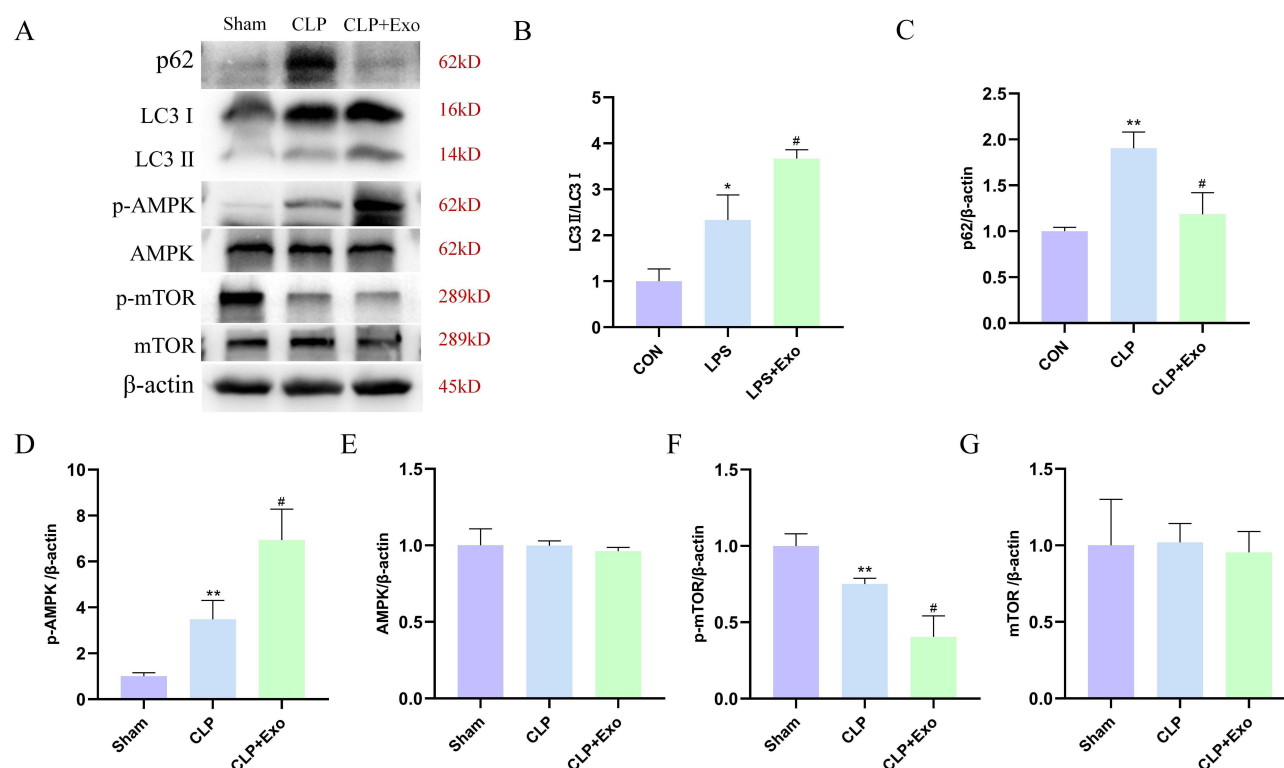 A
Sham CLP CLP+Exo
p62 62kD
LC3 I 16kD
LC3 II 14kD
p-AMPK 62kD
AMPK 62kD
p-mTOR 289kD
mTOR 289kD
β-actin 45kD
B
LC3 II/LC3 I
5
4
3
2
1
0
*
#
CON LPS LPS+Exo
C
p62/β-actin
2.5
2.0
1.5
1.0
0.5
0.0
**
#
CON CLP CLP+Exo
D
p-AMPK /β-actin
10
8
6
4
2
0
**
#
Sham CLP CLP+Exo
E
AMPK/β-actin
1.5
1.0
0.5
0.0
Sham CLP CLP+Exo
F
p-mTOR/β-actin
1.5
1.0
0.5
0.0
**
#
Sham CLP CLP+Exo
G
mTOR /β-actin
1.5
1.0
0.5
0.0
Sham CLP CLP+Exo